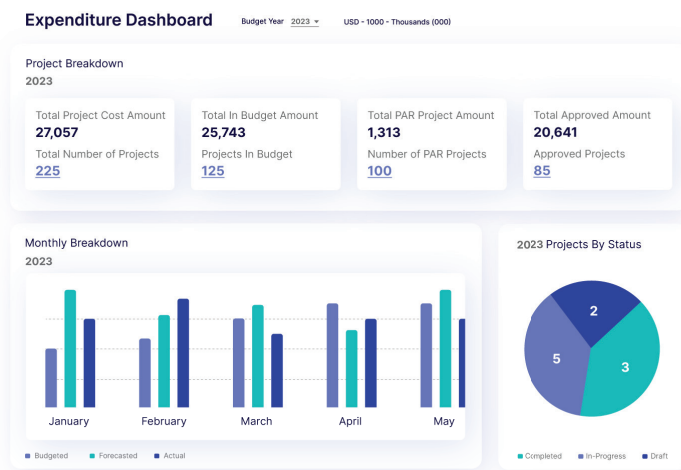 Expenditure Dashboard
Budget Year 2023
USD - 1000 - Thousands (000)
Project Breakdown
2023
Total Project Cost Amount
27,057
Total Number of Projects
225
Total In Budget Amount
25,743
Projects In Budget
125
Total PAR Project Amount
1,313
Number of PAR Projects
100
Total Approved Amount
20,641
Approved Projects
85
Monthly Breakdown
2023
January February March April May
Budgeted Forecasted Actual
2023 Projects By Status
2
5
3
Completed In-Progress Draft